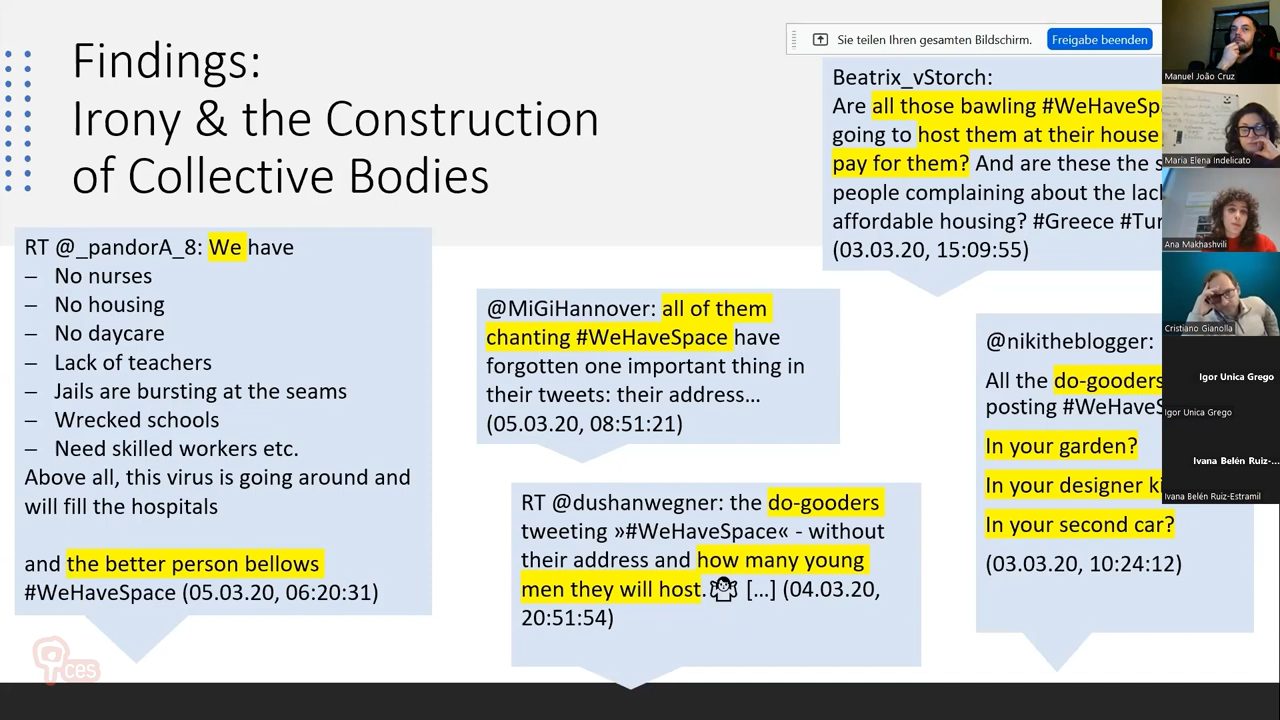 Findings:
Irony & the Construction
of Collective Bodies
Sie teilen Ihren gesamten Bildschirm.
Freigabe beenden
RT @_pandorA_8: We have
– No nurses
– No housing
– No daycare
– Lack of teachers
– Jails are bursting at the seams
– Wrecked schools
– Need skilled workers etc.
Above all, this virus is going around and
will fill the hospitals
and the better person bellows
#WeHaveSpace (05.03.20, 06:20:31)
@MiGiHannover: all of them
chanting #WeHaveSpace have
forgotten one important thing in
their tweets: their address…
(05.03.20, 08:51:21)
RT @dushanwegner: the do-gooders
tweeting »#WeHaveSpace« - without
their address and how many young
men they will host. […] (04.03.20,
20:51:54)
Beatrix_vStorch:
Are all those bawling #WeHaveSp
going to host them at their house
pay for them? And are these the s
people complaining about the lac
affordable housing? #Greece #Tur
(03.03.20, 15:09:55)
@nikitheblogger:
All the do-gooders
posting #WeHaveS
In your garden?
In your designer ki
In your second car?
(03.03.20, 10:24:12)
Manuel João Cruz
Maria Elena Indelicato
Ana Makhashvili
Cristiano Gianolla
Igor Unica Grego
Igor Unica Grego
Ivana Belén Ruiz-...
Ivana Belén Ruiz-Estramil
ces